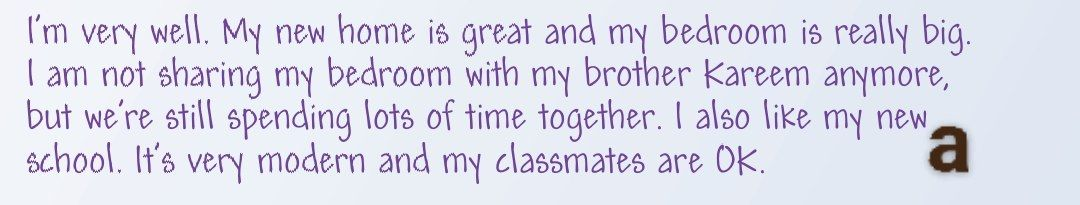 I'm very well. My new home is great and my bedroom is really big.
I am not sharing my bedroom with my brother Kareem anymore,
but we're still spending lots of time together. I also like my new
school. It's very modern and my classmates are OK.
a